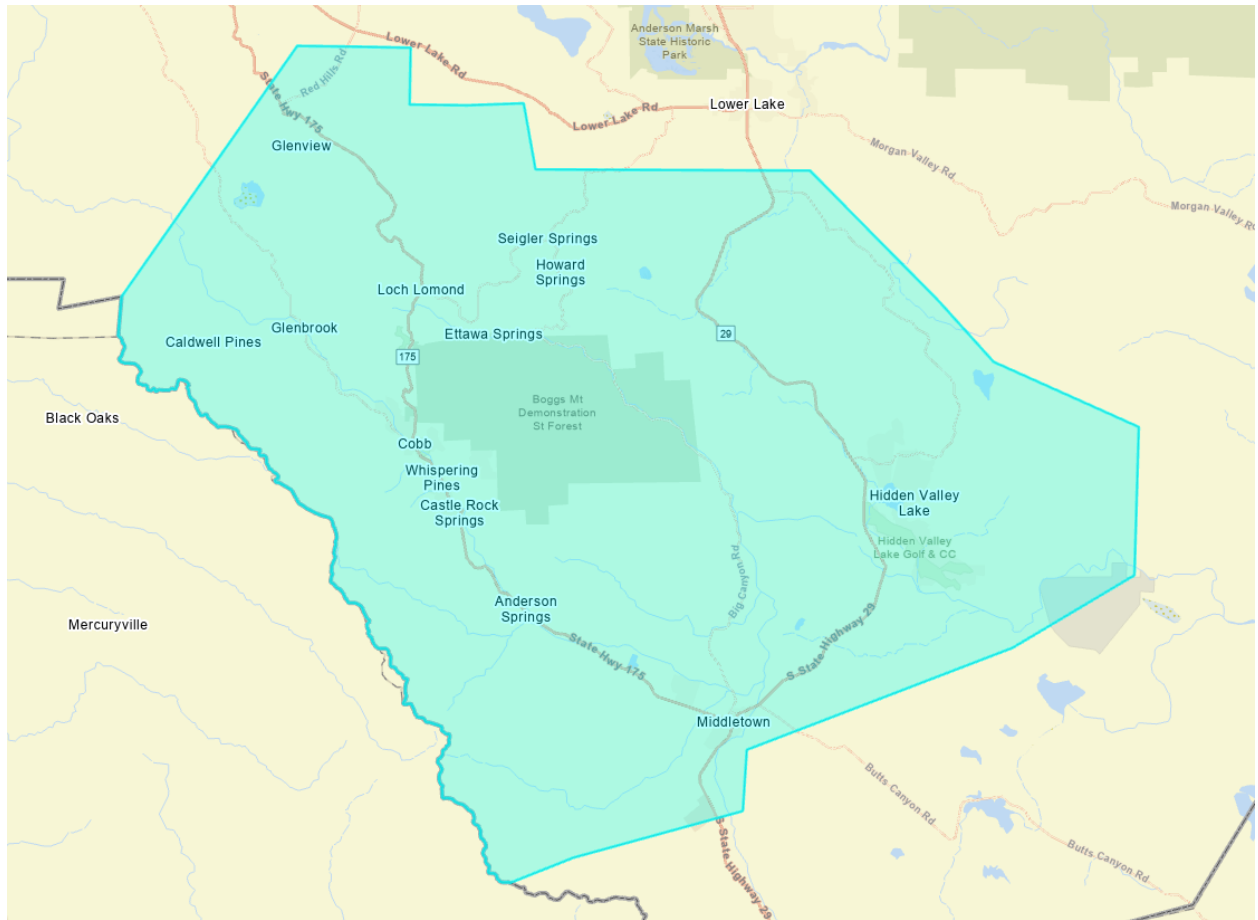 Anderson Marsh
State Historic
Park
Lower Lake Rd
State Hwy 175
Red Hills Rd
Lower Lake
Lower Lake Rd
Glenview
Morgan Valley Rd
Morgan Valley Rd
Seigler Springs
Howard
Springs
Loch Lomond
Glenbrook
Ettawa Springs
Caldwell Pines
29
175
Boggs Mt
Demonstration
St Forest
Black Oaks
Cobb
Whispering
Pines
Castle Rock
Springs
Hidden Valley
Lake
Hidden Valley
Lake Golf & CC
Big Canyon Rd
Anderson
Springs
Mercuryville
State Hwy 175
S State Highway 29
Middletown
Butts Canyon Rd
S State Highway 29
Butts Canyon Rd